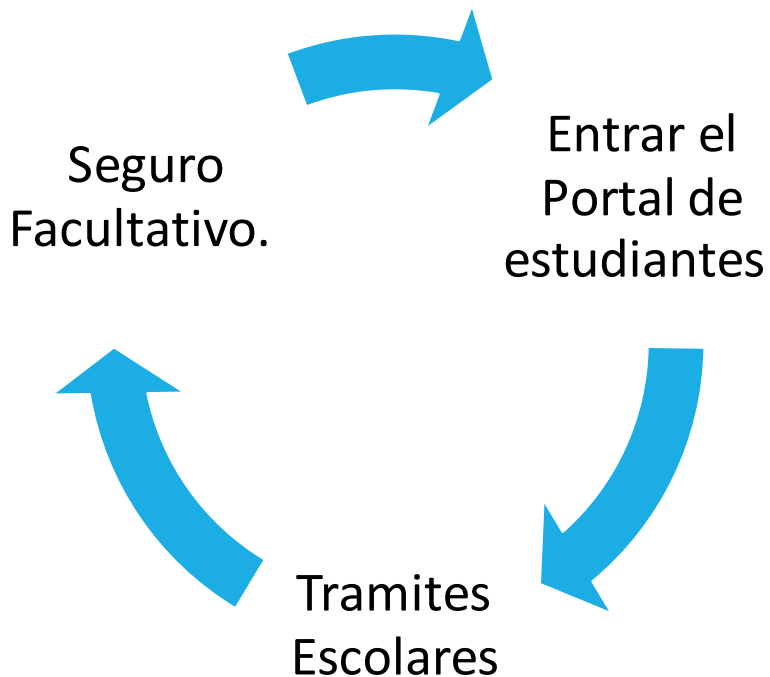 Seguro
Facultativo.
Entrar el
Portal de
estudiantes
Tramites
Escolares